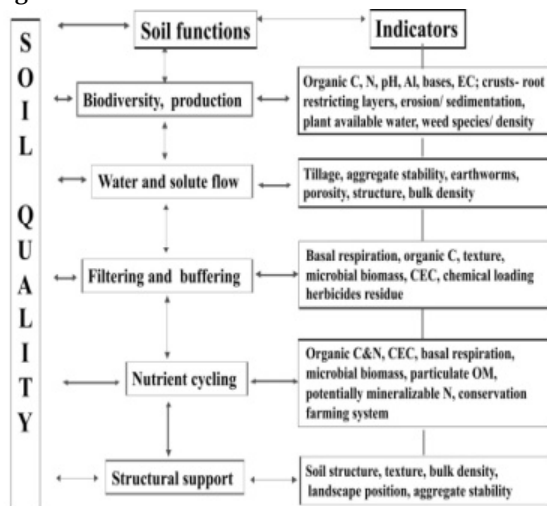 SOIL QUALITY
Soil functions
Indicators
Biodiversity, production
Organic C, N, pH, Al, bases, EC; crusts- root
restricting layers, erosion/ sedimentation,
plant available water, weed species/ density
Water and solute flow
Tillage, aggregate stability, earthworms,
porosity, structure, bulk density
Filtering and buffering
Basal respiration, organic C, texture,
microbial biomass, CEC, chemical loading
herbicides residue
Nutrient cycling
Organic C&N, CEC, basal respiration,
microbial biomass, particulate OM,
potentially mineralizable N, conservation
farming system
Structural support
Soil structure, texture, bulk density,
landscape position, aggregate stability